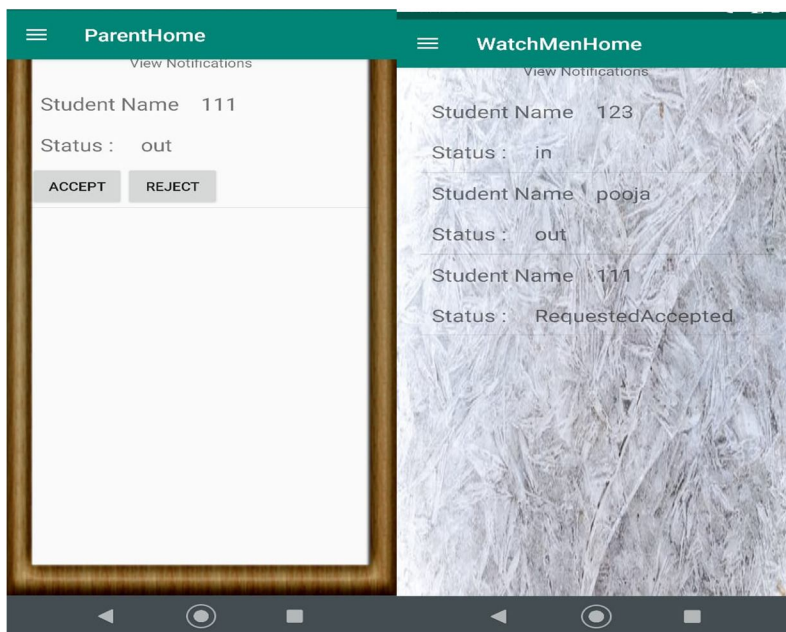 ParentHome
View Notifications
Student Name 111
Status : out
ACCEPT REJECT
WatchMenHome
View Notifications
Student Name 123
Status : in
Student Name pooja
Status : out
Student Name 111
Status : RequestedAccepted